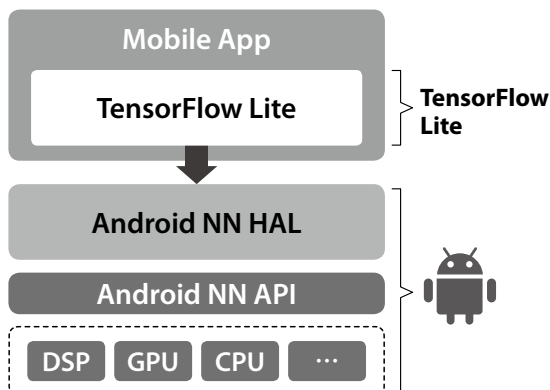 Mobile App
TensorFlow Lite
TensorFlow
Lite
Android NN HAL
Android NN API
DSP GPU CPU ...